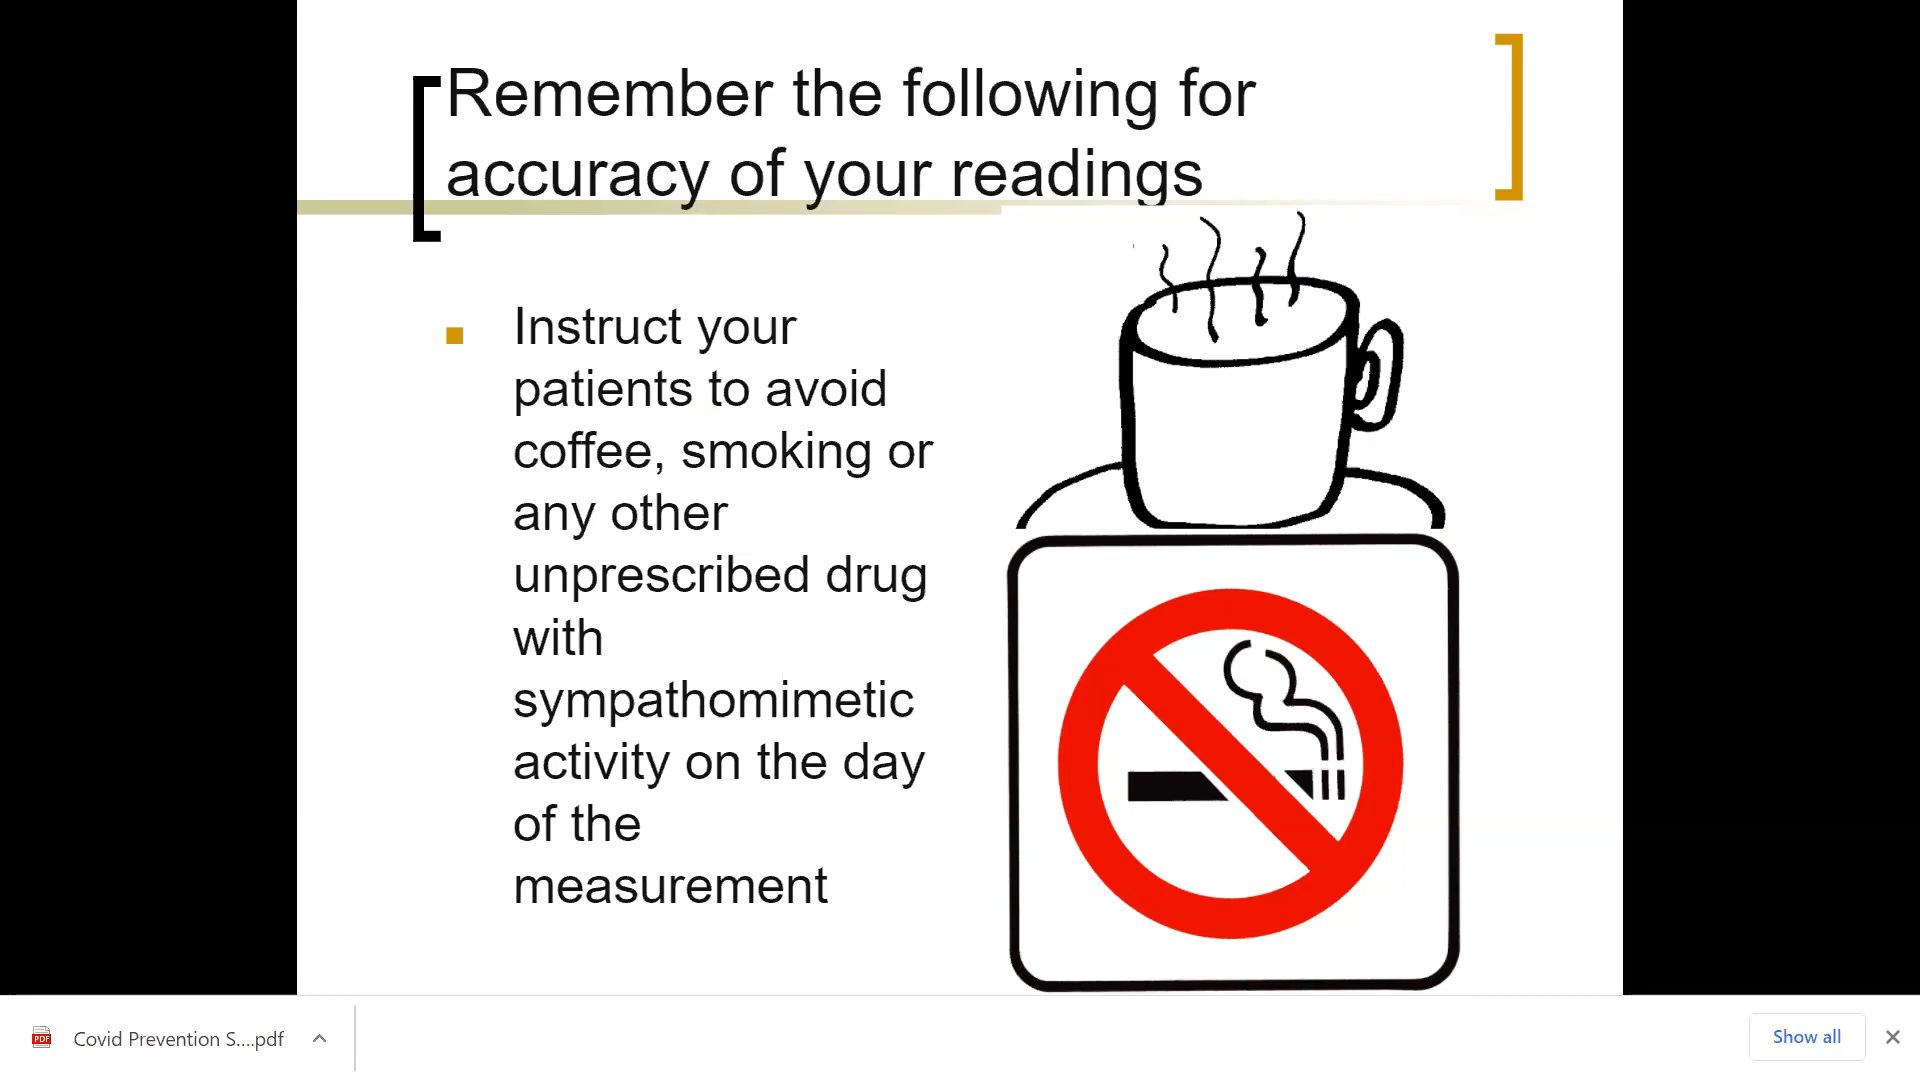 Remember the following for
accuracy of your readings
Instruct your
patients to avoid
coffee, smoking or
any other
unprescribed drug
with
sympathomimetic
activity on the day
of the
measurement
PDF
Covid Prevention S....pdf
Show all